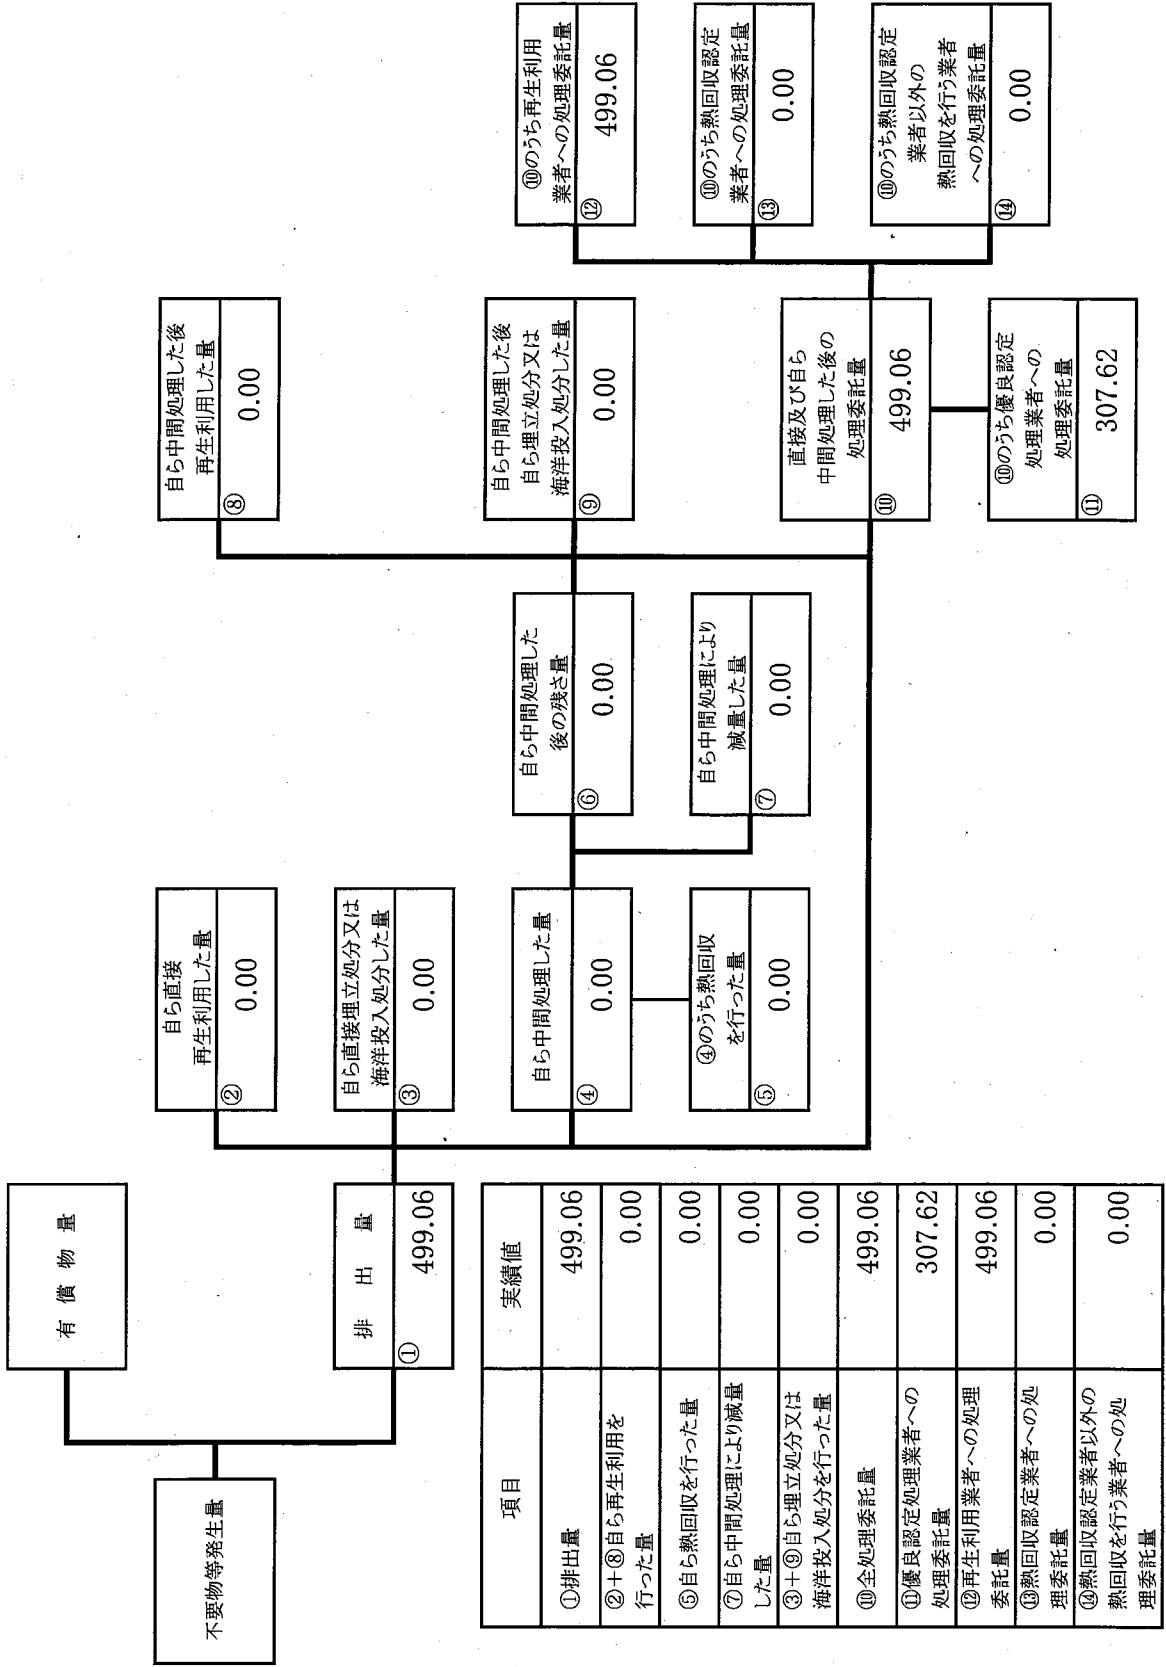 不要物等発生量
有償物量
排出量
①
499.06
自ら直接
再生利用した量
②
0.00
自ら直接埋立処分又は
海洋投入処分した量
③
0.00
自ら中間処理した量
④
0.00
④のうち熱回収
を行った量
⑤
0.00
自ら中間処理した
後の残さ量
⑥
0.00
自ら中間処理により
減量した量
⑦
0.00
自ら中間処理した後
再生利用した量
⑧
0.00
自ら中間処理した後
自ら埋立処分又は
海洋投入処分した量
⑨
0.00
直接及び自ら
中間処理した後の
処理委託量
⑩
499.06
⑩のうち優良認定
処理業者への
処理委託量
⑪
307.62
⑩のうち再生利用
業者への処理委託量
⑫
499.06
⑩のうち熱回収認定
業者への処理委託量
⑬
0.00
⑩のうち熱回収認定
業者以外の
熱回収を行う業者
への処理委託量
⑭
0.00
項目 実績値
①排出量 499.06
②+⑧自ら再生利用を
行った量 0.00
⑤自ら熱回収を行った量 0.00
⑦自ら中間処理により減量
した量 0.00
③+⑨自ら埋立処分又は
海洋投入処分を行った量 0.00
⑩全処理委託量 499.06
⑪優良認定処理業者への
処理委託量 307.62
⑫再生利用業者への処理
委託量 499.06
⑬熱回収認定業者への処
理委託量 0.00
⑭熱回収認定業者以外の
熱回収を行う業者への処
理委託量 0.00